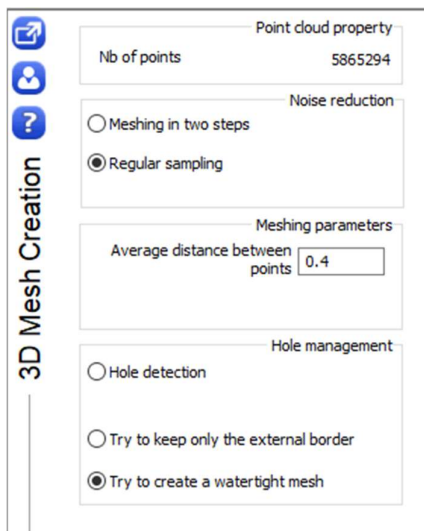 Point cloud property
Nb of points 5865294
Noise reduction
Meshing in two steps
Regular sampling
Meshing parameters
Average distance between
points 0.4
Hole management
Hole detection
Try to keep only the external border
Try to create a watertight mesh
?
3D Mesh Creation